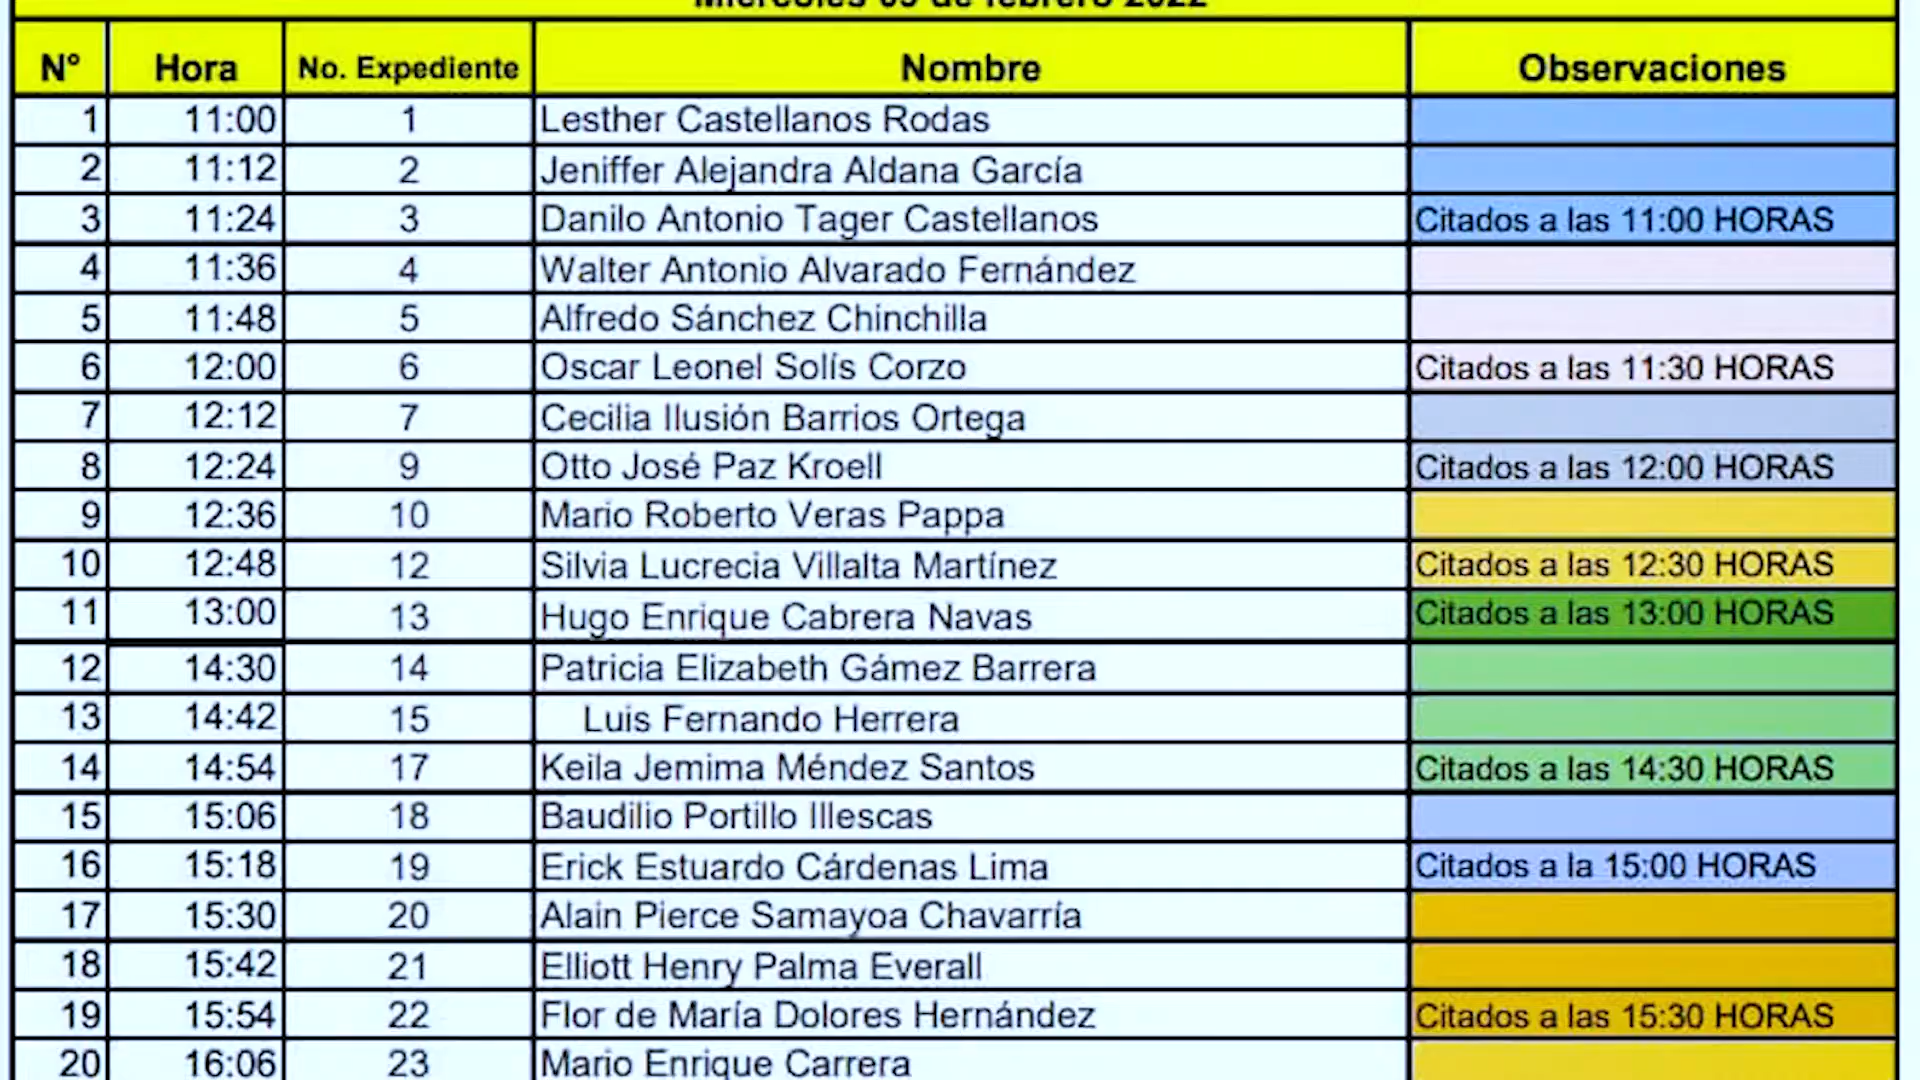 Miércoles 09 de febrero 2022
N° Hora No. Expediente Nombre Observaciones
1 11:00 1 Lesther Castellanos Rodas
2 11:12 2 Jeniffer Alejandra Aldana García
3 11:24 3 Danilo Antonio Tager Castellanos Citados a las 11:00 HORAS
4 11:36 4 Walter Antonio Alvarado Fernández
5 11:48 5 Alfredo Sánchez Chinchilla
6 12:00 6 Oscar Leonel Solís Corzo Citados a las 11:30 HORAS
7 12:12 7 Cecilia Ilusión Barrios Ortega
8 12:24 9 Otto José Paz Kroell Citados a las 12:00 HORAS
9 12:36 10 Mario Roberto Veras Pappa
10 12:48 12 Silvia Lucrecia Villalta Martínez Citados a las 12:30 HORAS
11 13:00 13 Hugo Enrique Cabrera Navas Citados a las 13:00 HORAS
12 14:30 14 Patricia Elizabeth Gámez Barrera
13 14:42 15 Luis Fernando Herrera
14 14:54 17 Keila Jemima Méndez Santos Citados a las 14:30 HORAS
15 15:06 18 Baudilio Portillo Illescas
16 15:18 19 Erick Estuardo Cárdenas Lima Citados a la 15:00 HORAS
17 15:30 20 Alain Pierce Samayoa Chavarría
18 15:42 21 Elliott Henry Palma Everall
19 15:54 22 Flor de María Dolores Hernández Citados a las 15:30 HORAS
20 16:06 23 Mario Enrique Carrera